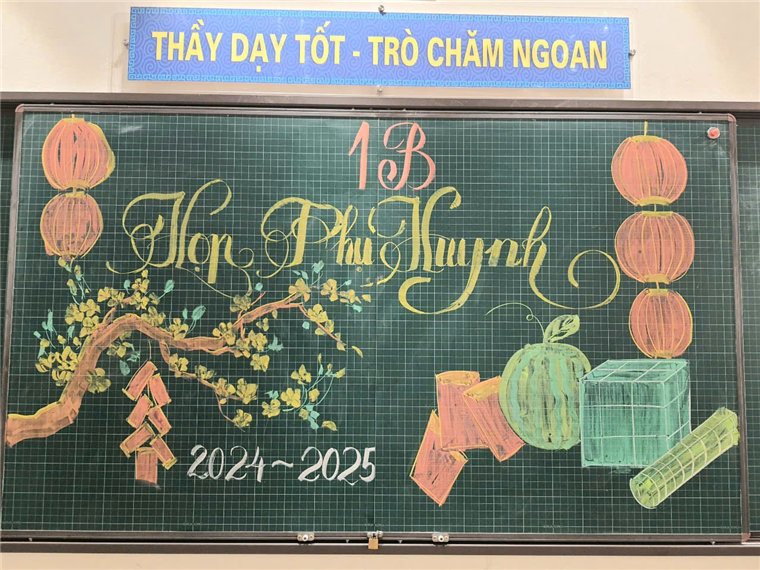 THẦY DẠY TỐT - TRÒ CHĂM NGOAN
1B
Họp Phụ Huynh
2024~2025